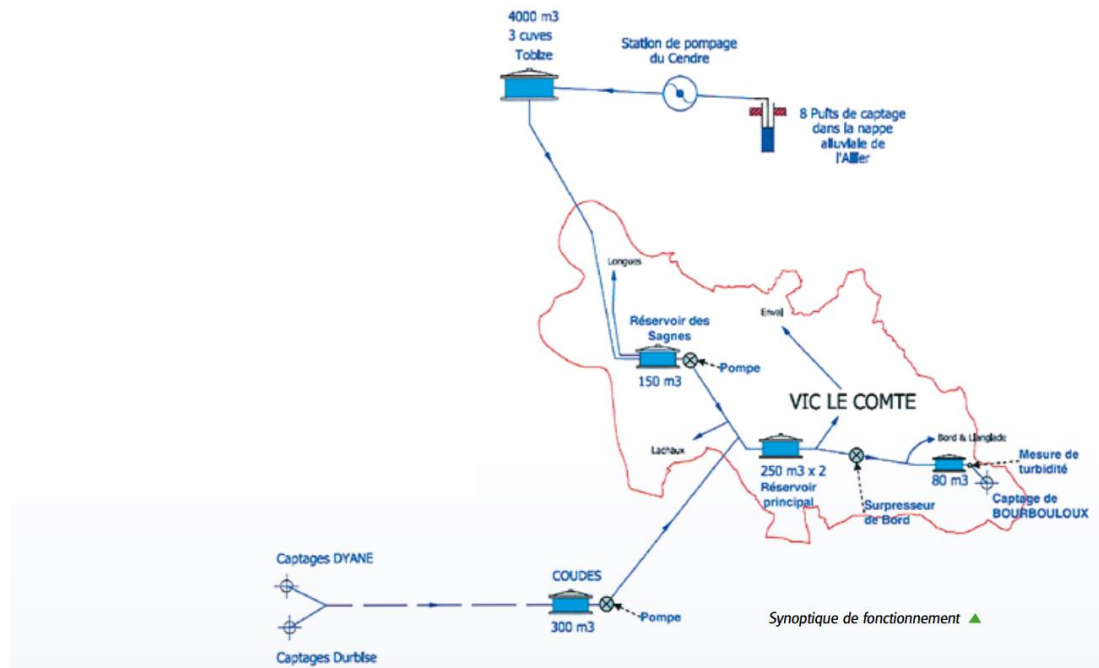 4000 m3
3 cuves
Tobize
Station de pompage
du Cendre
8 Puits de captage
dans la nappe
alluviale de
l'Allier
Longues
Réservoir des
Sagnes
150 m3
Pompe
Enval
VIC LE COMTE
Lachaux
250 m3 x 2
Réservoir
principal
Bord & Llanglade
Mesure de
turbidité
80 m3
Captage de
BOURBOULOUX
Surpresseur
de Bord
Captages DYANE
COUDES
300 m3
Pompe
Captages Durbise
Synoptique de fonctionnement